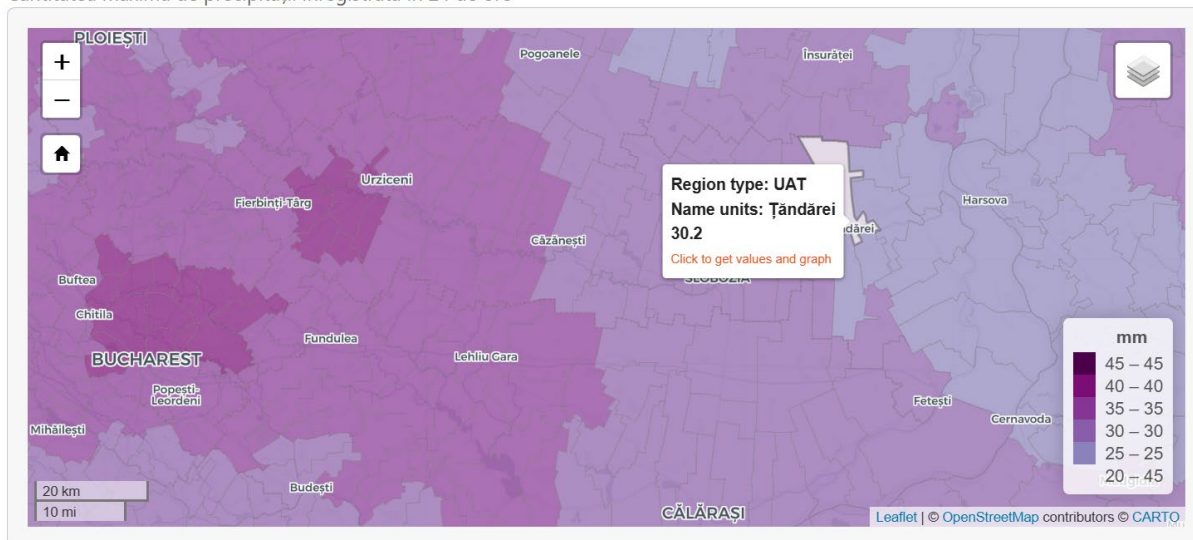 PLOIEȘTI
+
−
Pogoanele
Însurăței
Region type: UAT
Name units: Țăndărei
30.2
Click to get values and graph
Urziceni
Fierbinți-Târg
Harsova
Căzănești
Buftea
Chitila
BUCHAREST
Fundulea
Lehliu Gara
Popești-
Leordeni
Mihăilești
Fetești
Cernavoda
Budești
CĂLĂRAȘI
mm
45 – 45
40 – 40
35 – 35
30 – 30
25 – 25
20 – 45
20 km
10 mi
Leaflet | © OpenStreetMap contributors © CARTO